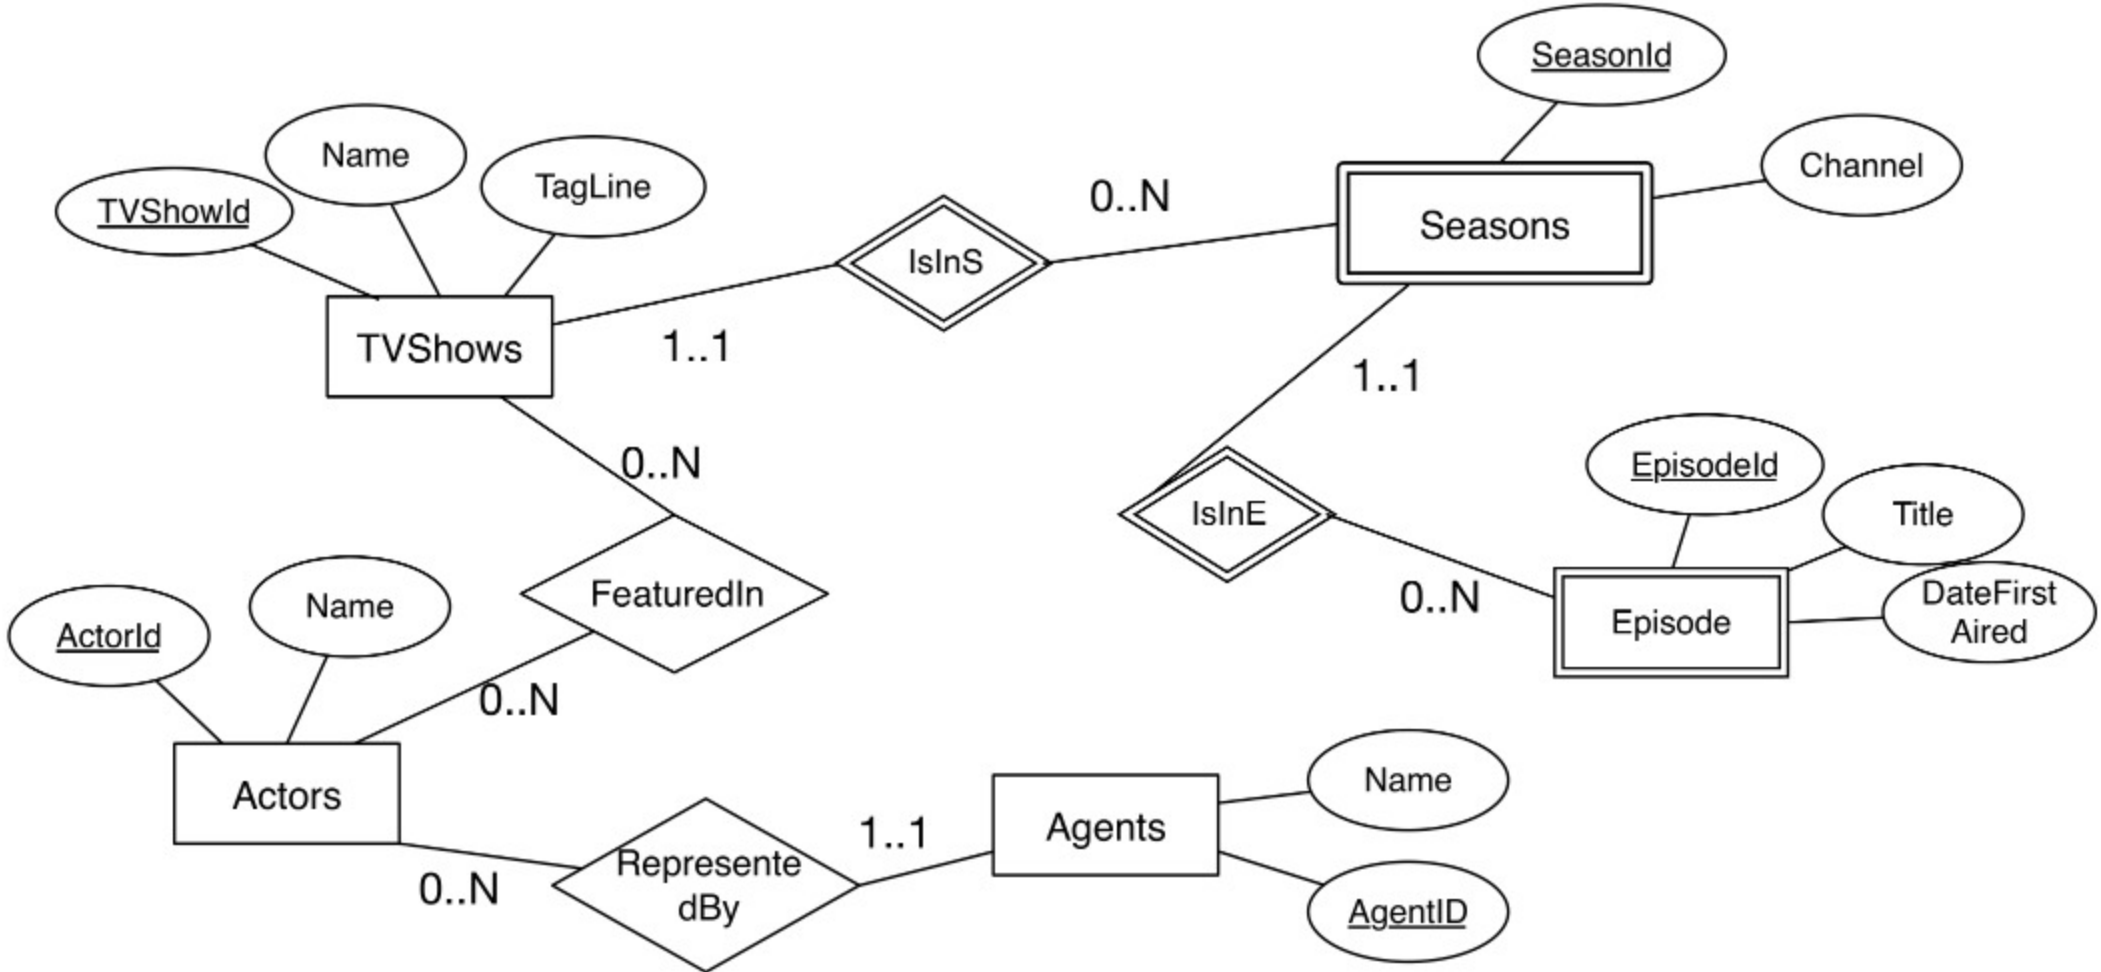 SeasonId
Name
Channel
TagLine
TVShowId
0..N
Seasons
IsInS
TVShows
1..1
1..1
0..N
EpisodeId
Title
IsInE
FeaturedIn
0..N
DateFirst
Aired
Episode
Name
ActorId
0..N
Actors
Name
1..1
Agents
Represente
dBy
0..N
AgentID